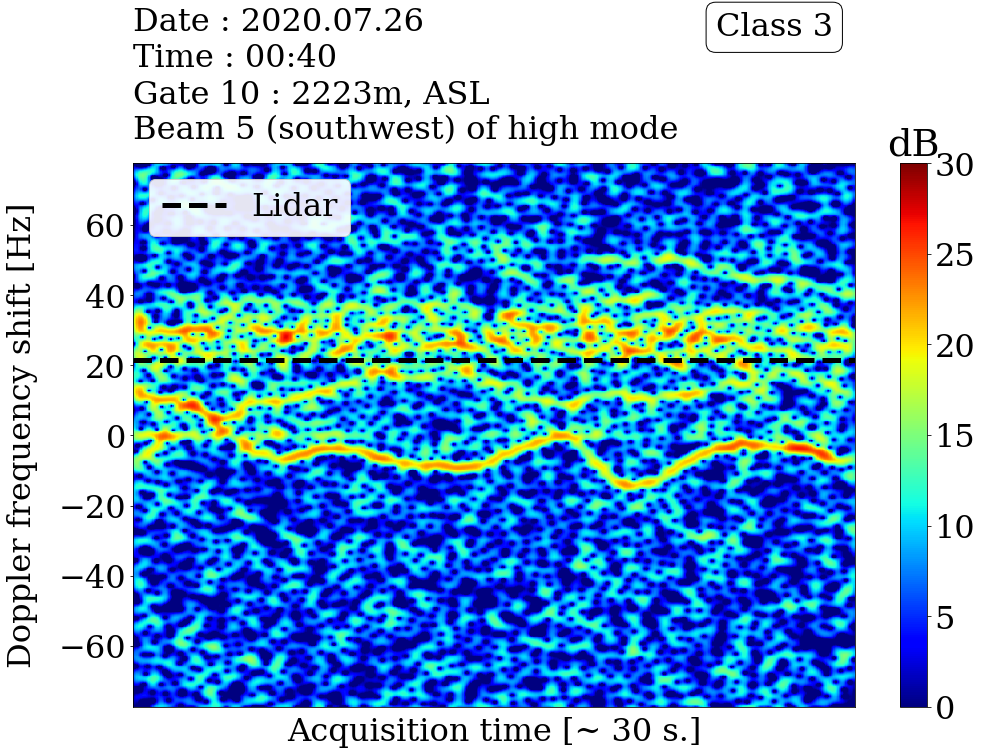 Date : 2020.07.26
Time : 00:40
Gate 10 : 2223m, ASL
Beam 5 (southwest) of high mode
Class 3
dB
Lidar
Doppler frequency shift [Hz]
60
40
20
0
−20
−40
−60
30
25
20
15
10
5
0
Acquisition time [~ 30 s.]